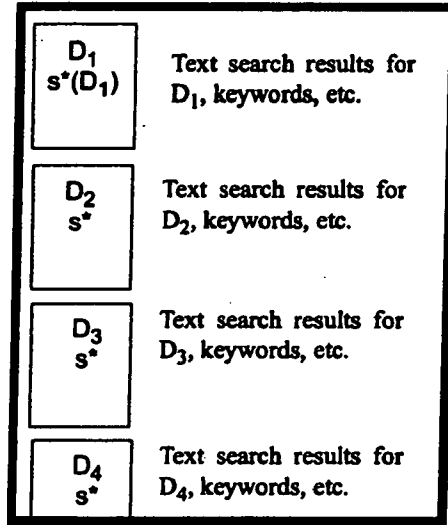 D₁
s*(D₁)
Text search results for
D₁, keywords, etc.
D₂
s*
Text search results for
D₂, keywords, etc.
D₃
s*
Text search results for
D₃, keywords, etc.
D₄
s*
Text search results for
D₄, keywords, etc.